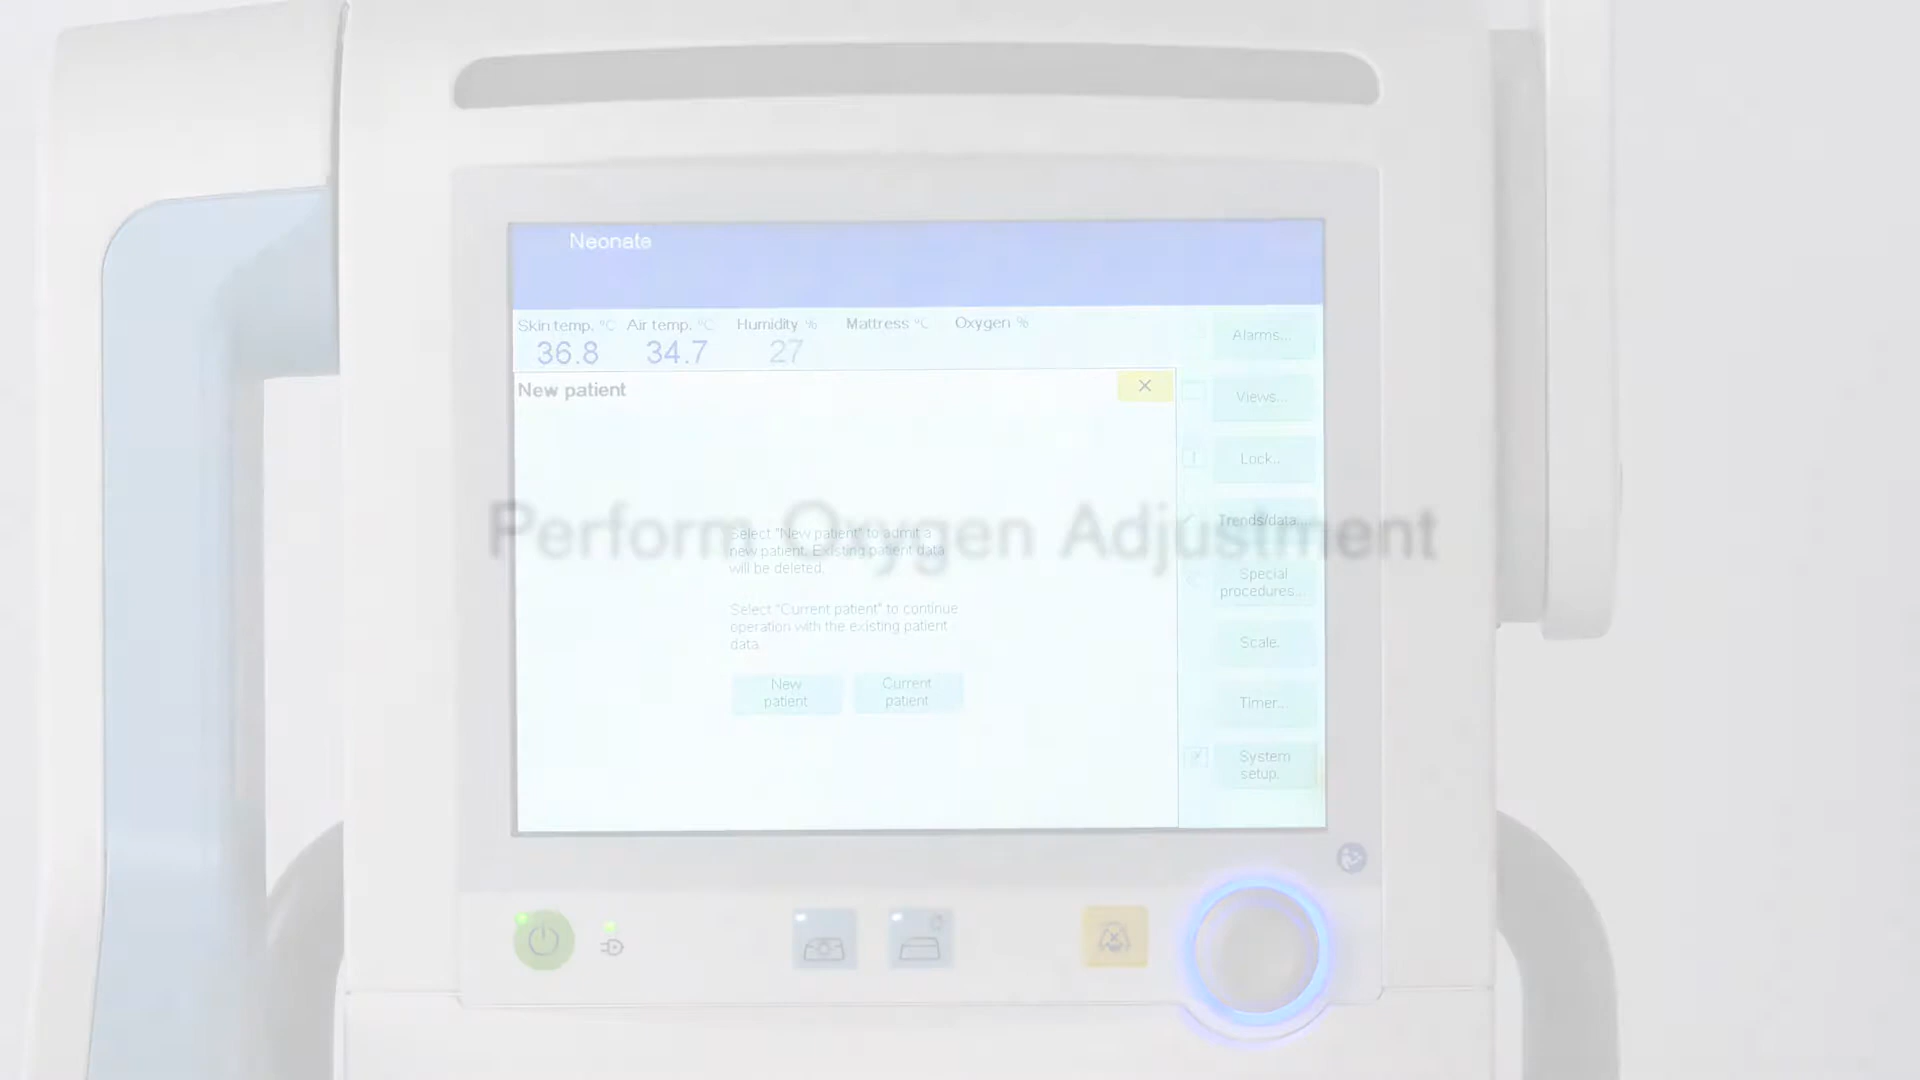 Neonate
Skin temp. °C Air temp. °C Humidity % Mattress °C Oxygen %
36.8 34.7 27
New patient
Alarms...
Views...
Lock..
Perform Oxygen Adjustment
Select "New patient" to admit a
new patient. Existing patient data
will be deleted.
Select "Current patient" to continue
operation with the existing patient
data.
New
patient
Current
patient
Trends/data...
Special
procedures...
Scale.
Timer...
System
setup.